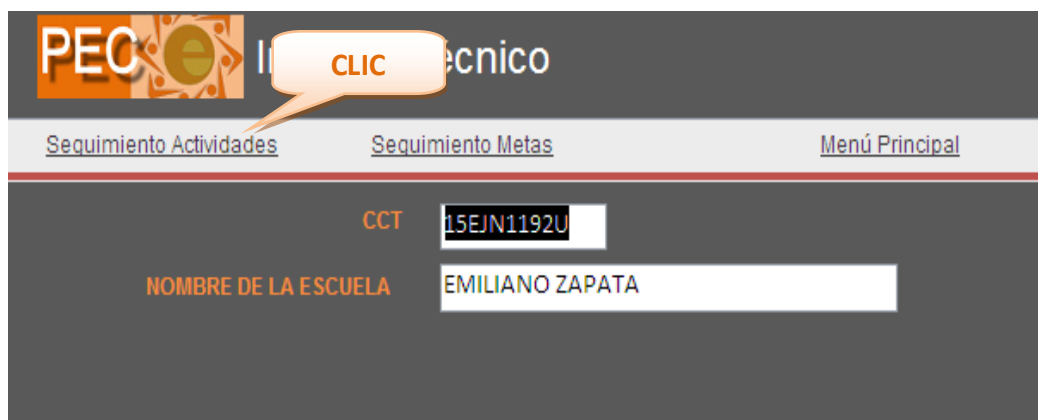 PEC e
CLIC
Seguimiento Actividades Seguimiento Metas Menú Principal
CCT 15EJN1192U
NOMBRE DE LA ESCUELA EMILIANO ZAPATA